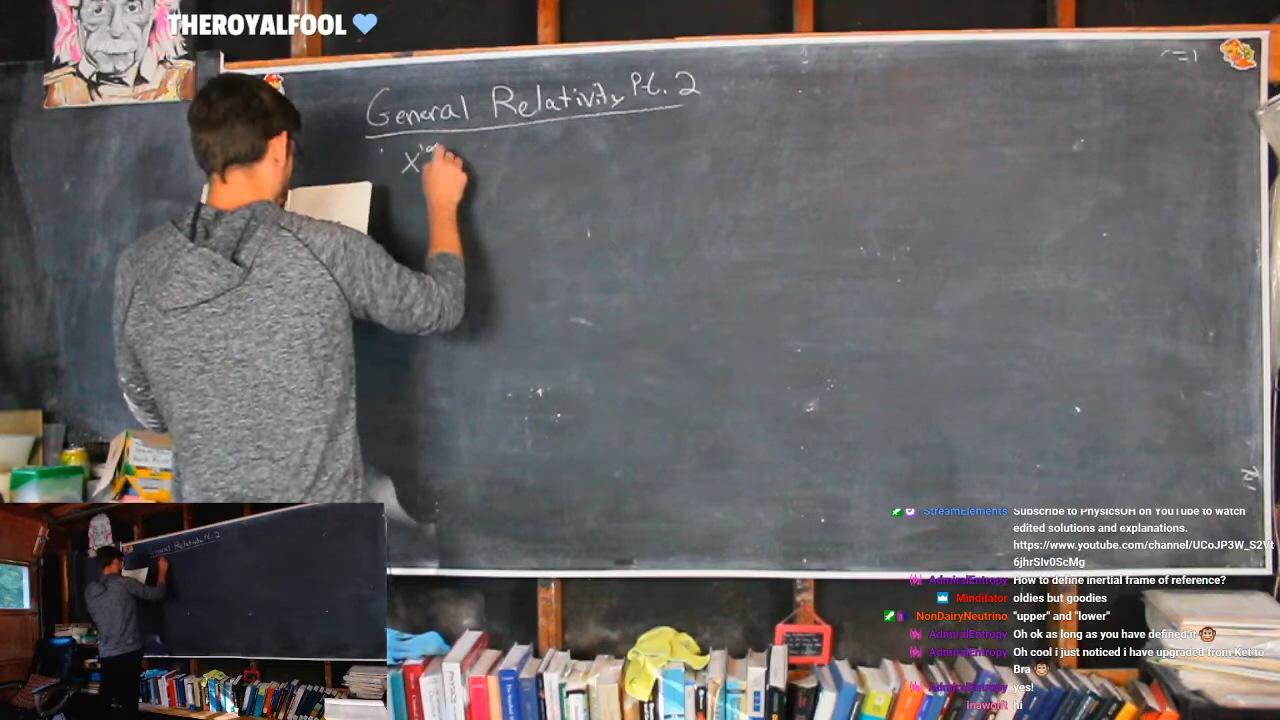 THEROYALFOOL
General Relativity Pt. 2
x'α
c=1
StreamElements Subscribe to PhysicsOH on YouTube to watch
edited solutions and explanations.
https://www.youtube.com/channel/UCoJP3W_S2Vt
6jhrSlv0ScMg
AdmiralEntropy How to define inertial frame of reference?
Mindilator oldies but goodies
NonDairyNeutrino "upper" and "lower"
AdmiralEntropy Oh ok as long as you have defined it
AdmiralEntropy Oh cool i just noticed i have upgraded from Ket to
Bra
AdmiralEntropy yes!
inaworit hi
General Relativity Pt. 2
PHYSICS